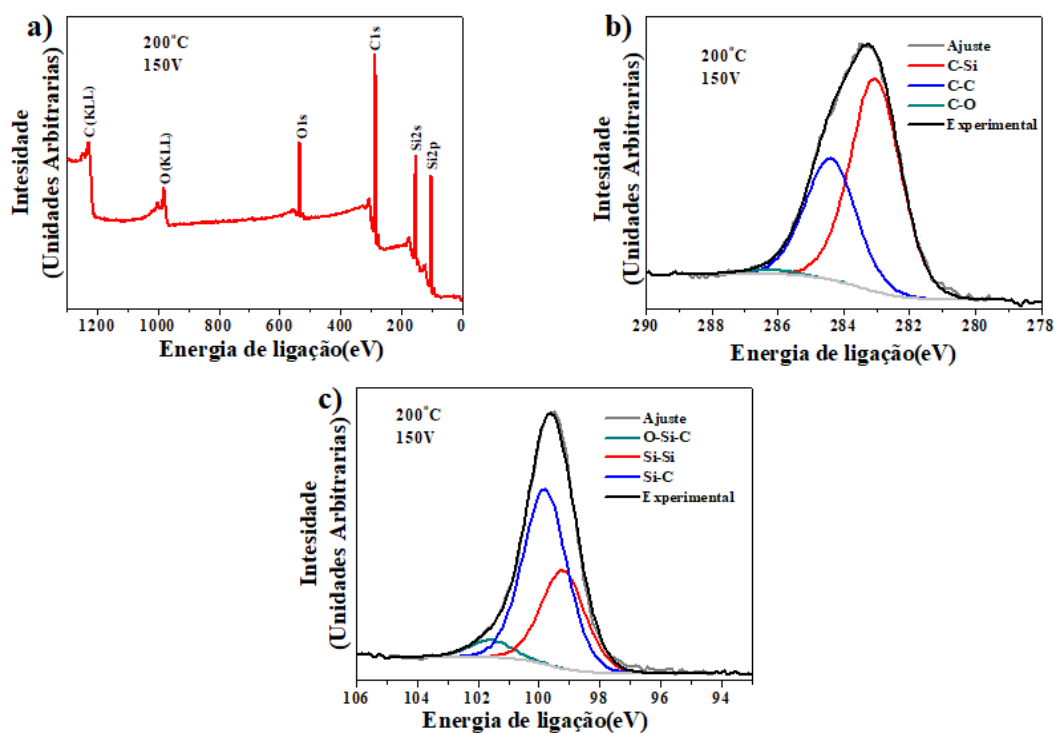 a)
200°C
150V
C(KLL)
O(KLL)
O1s
C1s
Si2s
Si2p
Intesidade
(Unidades Arbitrarias)
1200 1000 800 600 400 200 0
Energia de ligação(eV)
b)
200°C
150V
Ajuste
C-Si
C-C
C-O
Experimental
Intesidade
(Unidades Arbitrarias)
290 288 286 284 282 280 278
Energia de ligação(eV)
c)
200°C
150V
Ajuste
O-Si-C
Si-Si
Si-C
Experimental
Intesidade
(Unidades Arbitrarias)
106 104 102 100 98 96 94
Energia de ligação(eV)